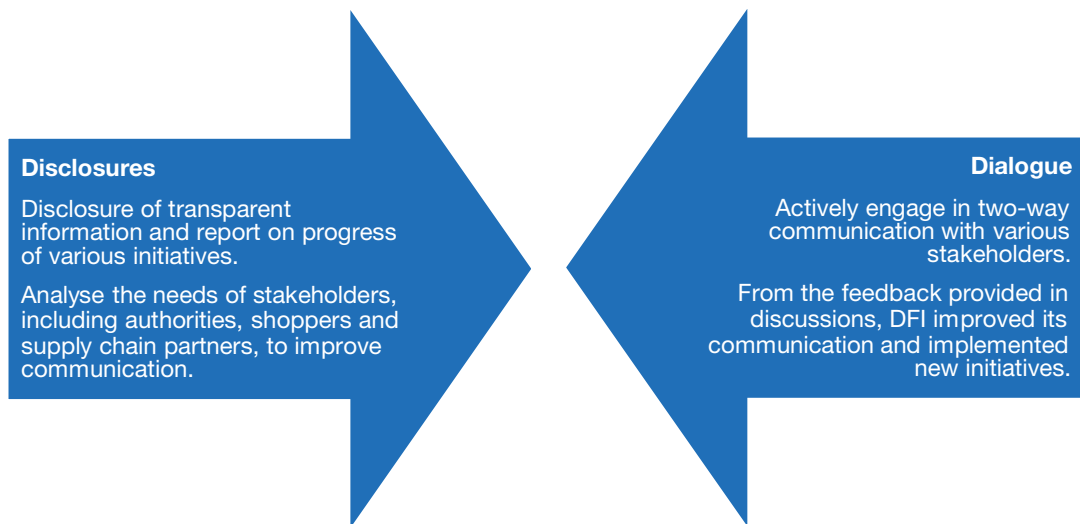 Disclosures
Disclosure of transparent
information and report on progress
of various initiatives.
Analyse the needs of stakeholders,
including authorities, shoppers and
supply chain partners, to improve
communication.
Dialogue
Actively engage in two-way
communication with various
stakeholders.
From the feedback provided in
discussions, DFI improved its
communication and implemented
new initiatives.